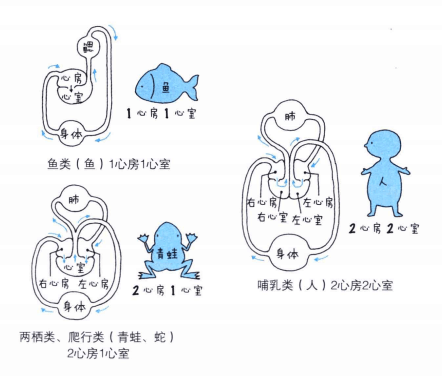 鳃
心房
心室
身体
鱼
1心房1心室
鱼类（鱼）1心房1心室
肺
心室
右心房 左心房
身体
青蛙
2心房1心室
两栖类、爬行类（青蛙、蛇）
2心房1心室
肺
右心房 左心房
右心室 左心室
身体
人
2心房2心室
哺乳类（人）2心房2心室